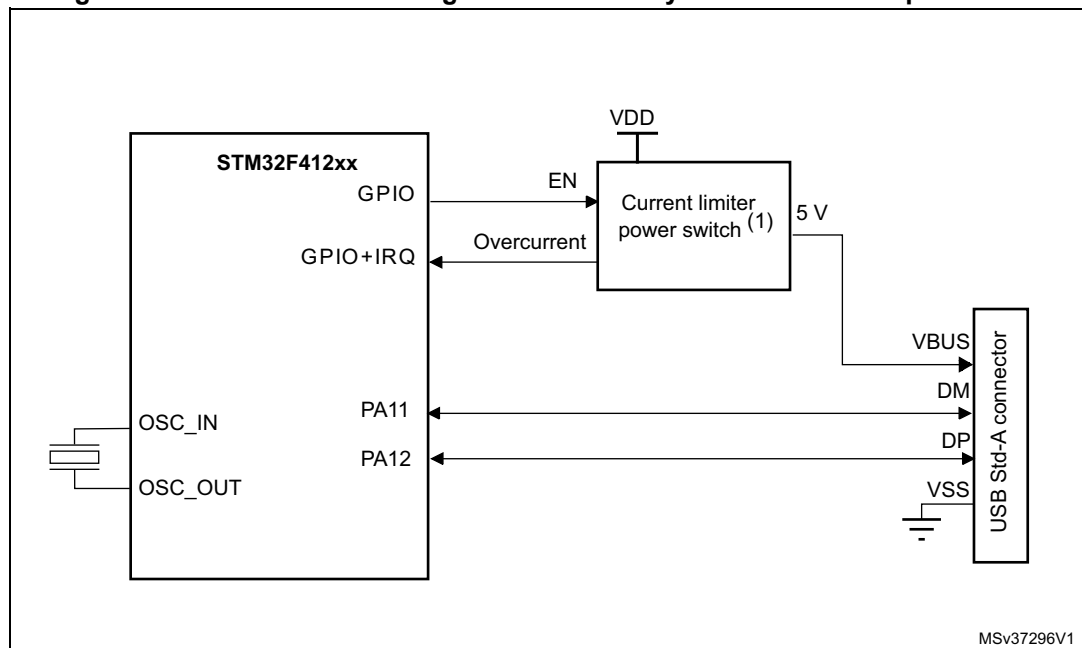 STM32F412xx
GPIO
GPIO+IRQ
EN
Overcurrent
VDD
Current limiter
power switch (1)
5 V
OSC_IN
OSC_OUT
PA11
PA12
VBUS
DM
DP
VSS
USB Std-A connector
MSv37296V1